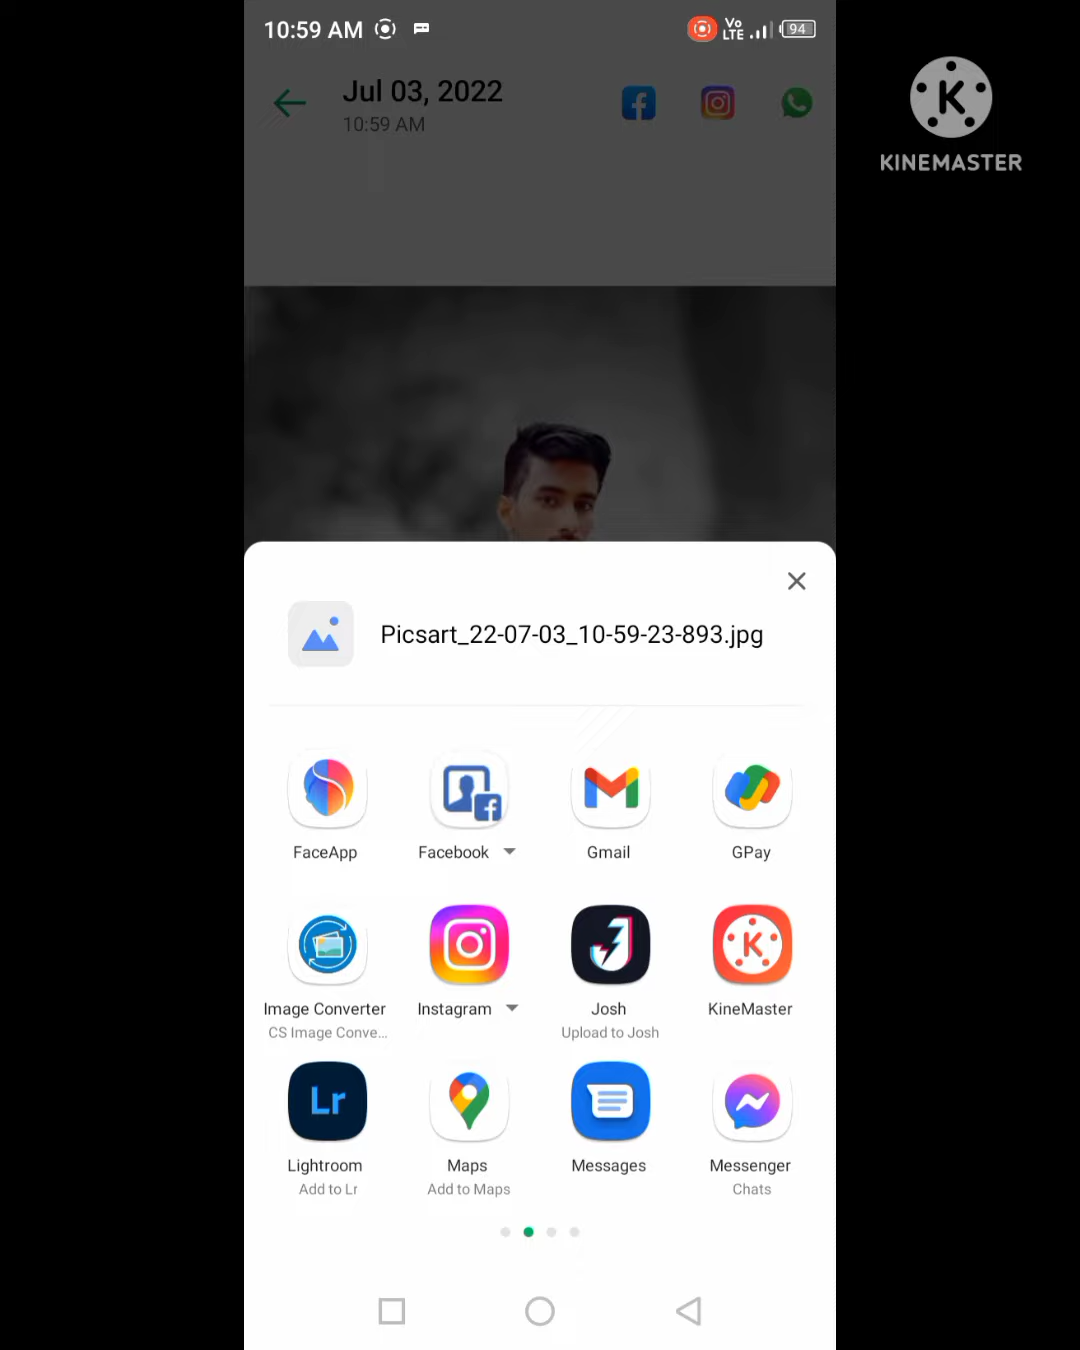 10:59 AM
Vo
LTE
94
Jul 03, 2022
10:59 AM
K
KINEMASTER
Picsart_22-07-03_10-59-23-893.jpg
FaceApp
Facebook
Gmail
GPay
Image Converter
CS Image Conve...
Instagram
Josh
Upload to Josh
KineMaster
Lr
Lightroom
Add to Lr
Maps
Add to Maps
Messages
Messenger
Chats